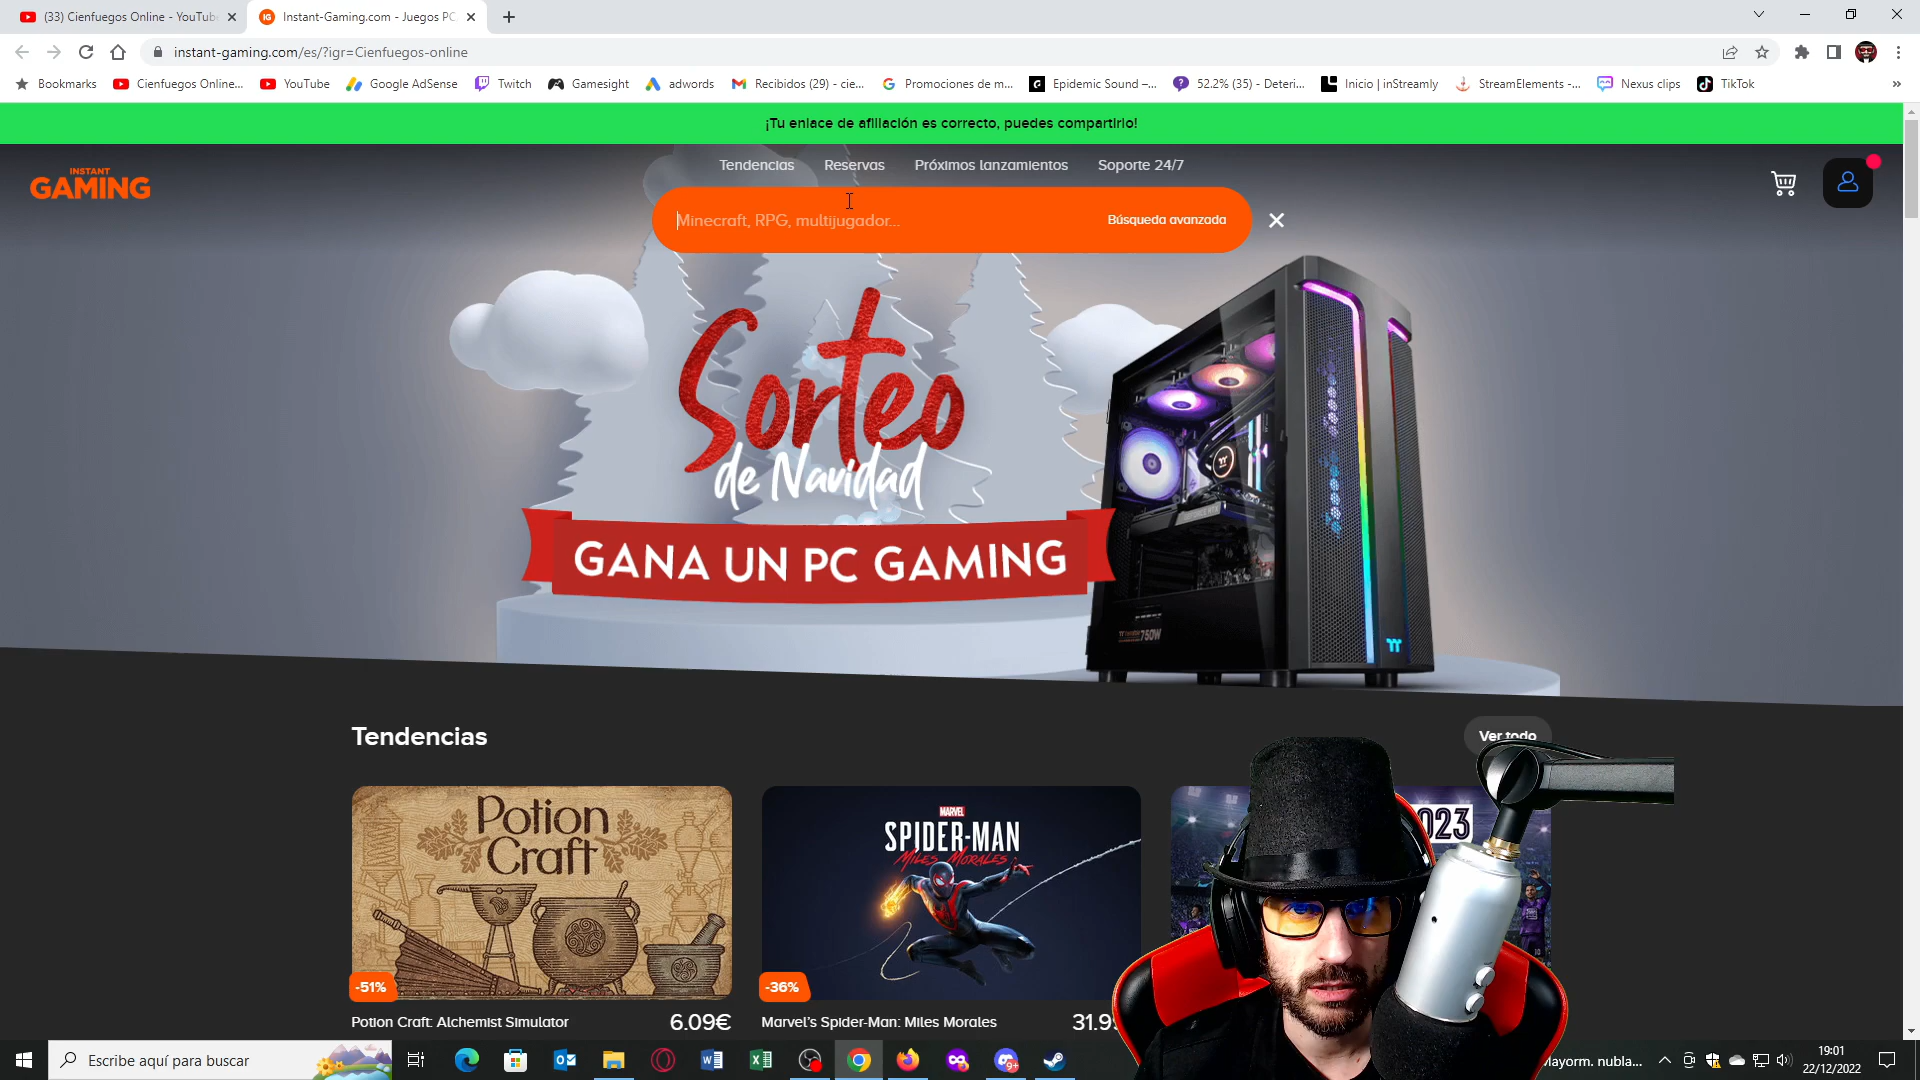 (33) Cienfuegos Online - YouTub
Instant-Gaming.com - Juegos PC
instant-gaming.com/es/?igr=Cienfuegos-online
Bookmarks
Cienfuegos Online...
YouTube
Google AdSense
Twitch
Gamesight
adwords
Recibidos (29) - cie...
Promociones de m...
Epidemic Sound –...
52.2% (35) - Deteri...
Inicio | inStreamly
StreamElements -...
Nexus clips
TikTok
¡Tu enlace de afiliación es correcto, puedes compartirlo!
INSTANT
GAMING
Tendencias
Reservas
Próximos lanzamientos
Soporte 24/7
Minecraft, RPG, multijugador...
Búsqueda avanzada
Sorteo
de Navidad
GANA UN PC GAMING
750W
Tendencias
Ver todo
Potion
Craft
MARVEL
SPIDER-MAN
MILES MORALES
2023
-51%
-36%
Potion Craft: Alchemist Simulator
6.09€
Marvel's Spider-Man: Miles Morales
31.9
Escribe aquí para buscar
9+
Mayorm. nubla...
19:01
22/12/2022